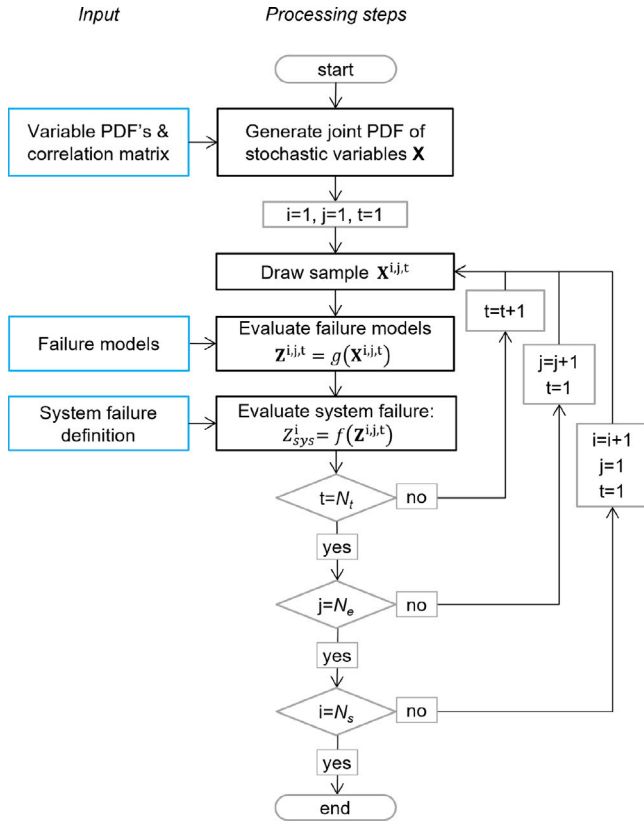 Input
Processing steps
start
Variable PDF's &
correlation matrix
Generate joint PDF of
stochastic variables X
i=1, j=1, t=1
Draw sample X^i,j,t
t=t+1
Failure models
Evaluate failure models
Z^i,j,t = g(X^i,j,t)
j=j+1
t=1
System failure
definition
Evaluate system failure:
Z_sys^i = f(Z^i,j,t)
i=i+1
j=1
t=1
t=N_t
no
yes
j=N_e
no
yes
i=N_s
no
yes
end